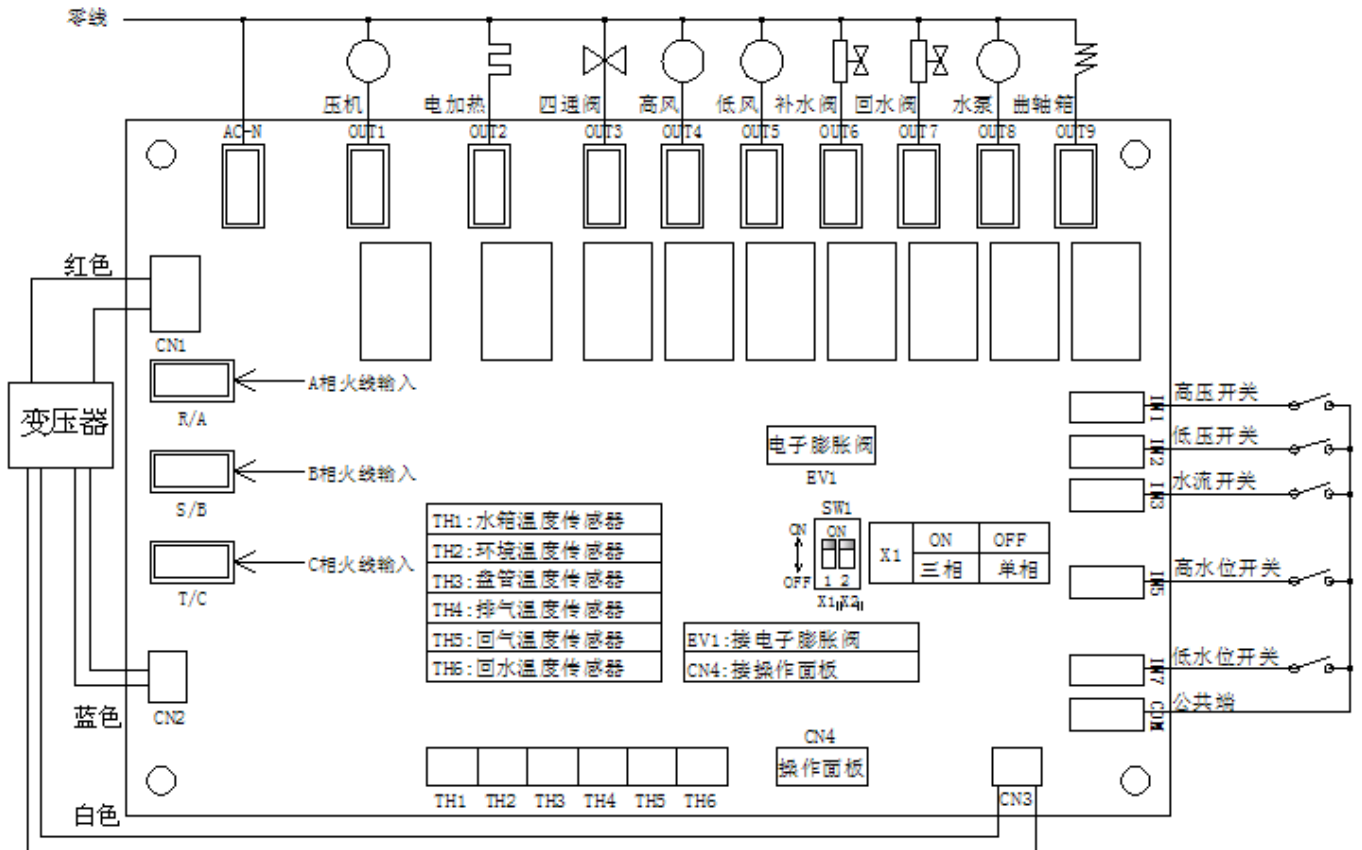 零线
压机 电加热 四通阀 高风 低风 补水阀 回水阀 水泵 曲轴箱
AC-N OUT1 OUT2 OUT3 OUT4 OUT5 OUT6 OUT7 OUT8 OUT9
红色
CN1
变压器
A相火线输入
R/A
B相火线输入
S/B
C相火线输入
T/C
CN2
蓝色
白色
电子膨胀阀
EV1
SW1
ON
OFF
ON
1 2
X1 X2
X1 ON OFF
三相 单相
TH1:水箱温度传感器
TH2:环境温度传感器
TH3:盘管温度传感器
TH4:排气温度传感器
TH5:回气温度传感器
TH6:回水温度传感器
EV1:接电子膨胀阀
CN4:接操作面板
IN1 高压开关
IN2 低压开关
IN3 水流开关
IN5 高水位开关
IN7 低水位开关
COM 公共端
TH1 TH2 TH3 TH4 TH5 TH6
CN4
操作面板
CN3